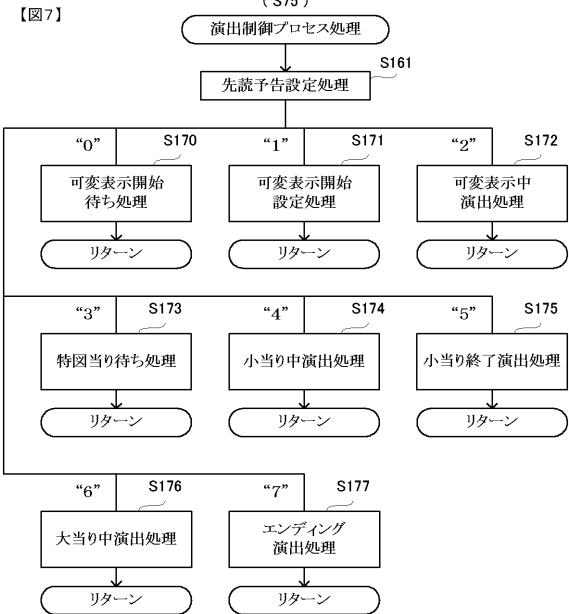 【図7】
（S75）
演出制御プロセス処理
S161
先読予告設定処理
“0”
S170
“1”
S171
“2”
S172
可変表示開始
待ち処理
可変表示開始
設定処理
可変表示中
演出処理
リターン
リターン
リターン
“3”
S173
“4”
S174
“5”
S175
特図当り待ち処理
小当り中演出処理
小当り終了演出処理
リターン
リターン
リターン
“6”
S176
“7”
S177
大当り中演出処理
エンディング
演出処理
リターン
リターン